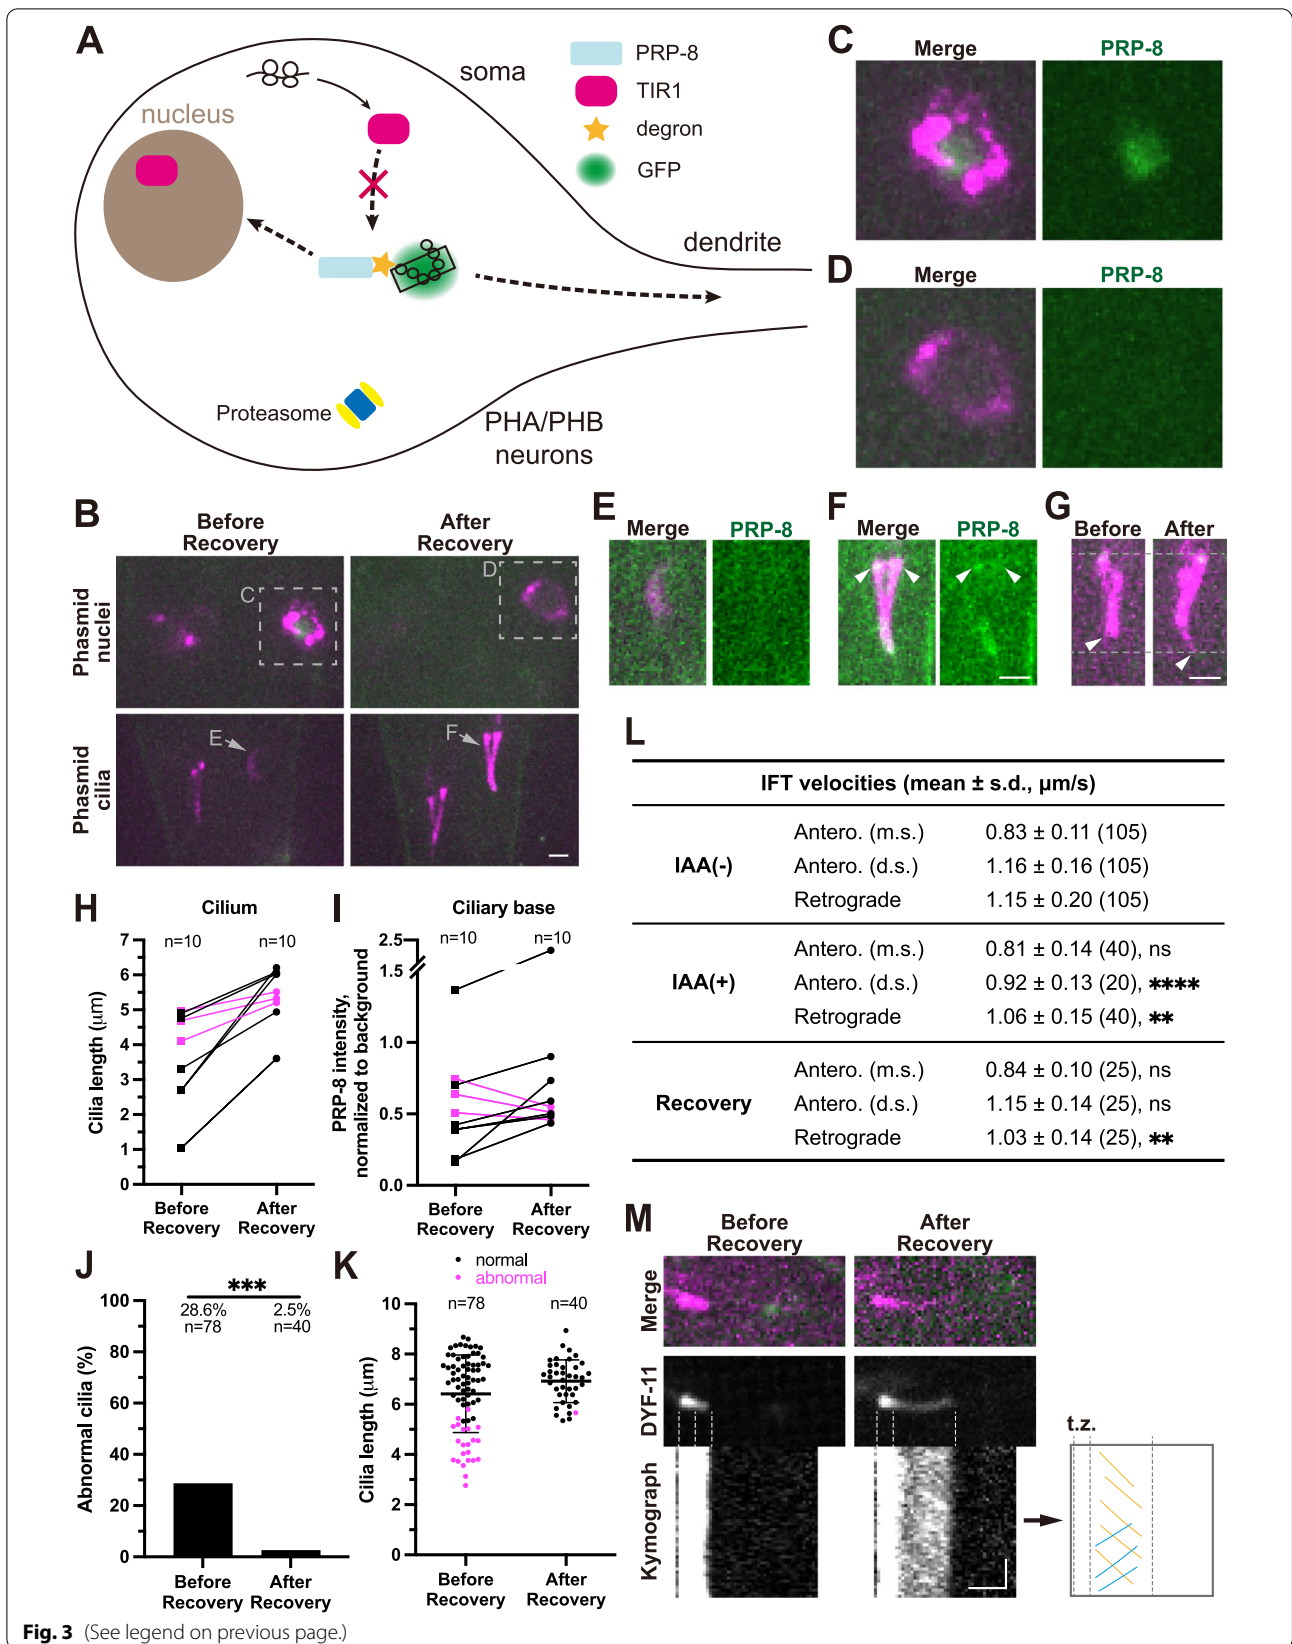 A
soma
nucleus
PRP-8
TIR1
degron
GFP
dendrite
Proteasome
PHA/PHB
neurons
C
Merge
PRP-8
D
Merge
PRP-8
B
Before
Recovery
After
Recovery
Phasmid
nuclei
C
D
Phasmid
cilia
E
F
E
Merge
PRP-8
F
Merge
PRP-8
G
Before
After
H
Cilium
n=10
n=10
Cilia length (μm)
7
6
5
4
3
2
1
0
Before
Recovery
After
Recovery
I
Ciliary base
n=10
n=10
PRP-8 intensity,
normalized to background
2.5
1.5
1.0
0.5
0.0
Before
Recovery
After
Recovery
L
IFT velocities (mean ± s.d., μm/s)
IAA(-)
Antero. (m.s.) 0.83 ± 0.11 (105)
Antero. (d.s.) 1.16 ± 0.16 (105)
Retrograde 1.15 ± 0.20 (105)
IAA(+)
Antero. (m.s.) 0.81 ± 0.14 (40), ns
Antero. (d.s.) 0.92 ± 0.13 (20), ****
Retrograde 1.06 ± 0.15 (40), **
Recovery
Antero. (m.s.) 0.84 ± 0.10 (25), ns
Antero. (d.s.) 1.15 ± 0.14 (25), ns
Retrograde 1.03 ± 0.14 (25), **
J
***
28.6%
n=78
2.5%
n=40
Abnormal cilia (%)
100
80
60
40
20
0
Before
Recovery
After
Recovery
K
normal
abnormal
n=78
n=40
Cilia length (μm)
10
8
6
4
2
0
Before
Recovery
After
Recovery
M
Before
Recovery
After
Recovery
Merge
DYF-11
Kymograph
t.z.
Fig. 3 (See legend on previous page.)